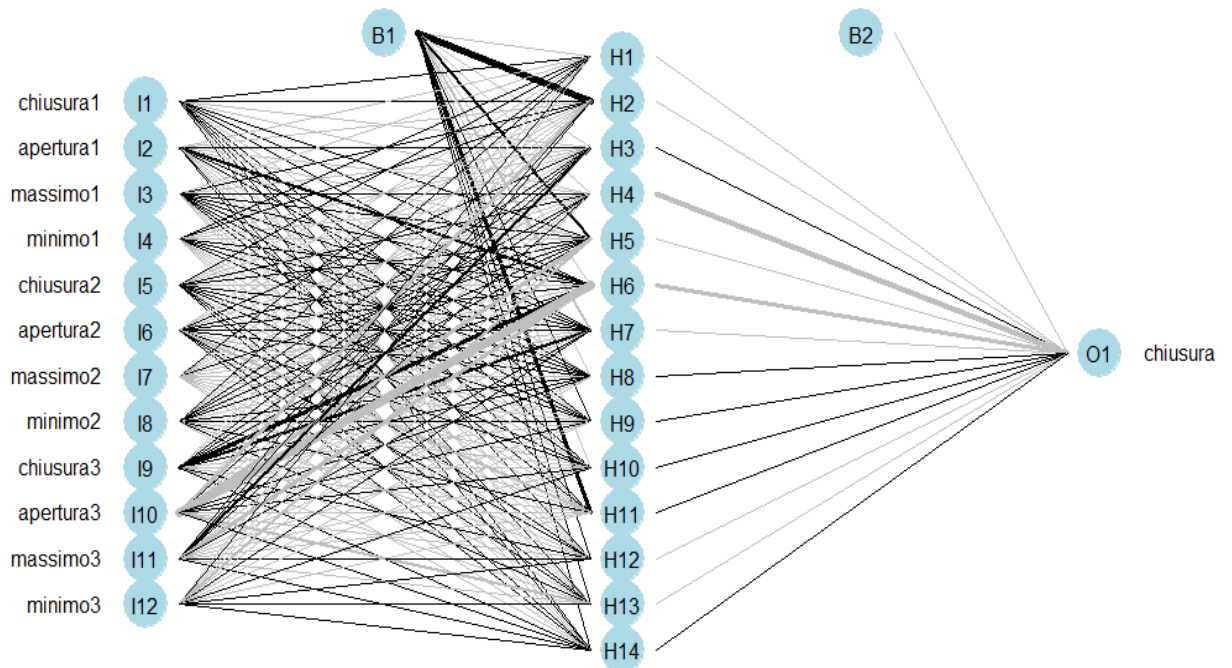 B1
B2
H1
chiusura1 I1
H2
apertura1 I2
H3
massimo1 I3
H4
minimo1 I4
H5
chiusura2 I5
H6
apertura2 I6
H7
O1 chiusura
massimo2 I7
H8
minimo2 I8
H9
chiusura3 I9
H10
apertura3 I10
H11
massimo3 I11
H12
minimo3 I12
H13
H14